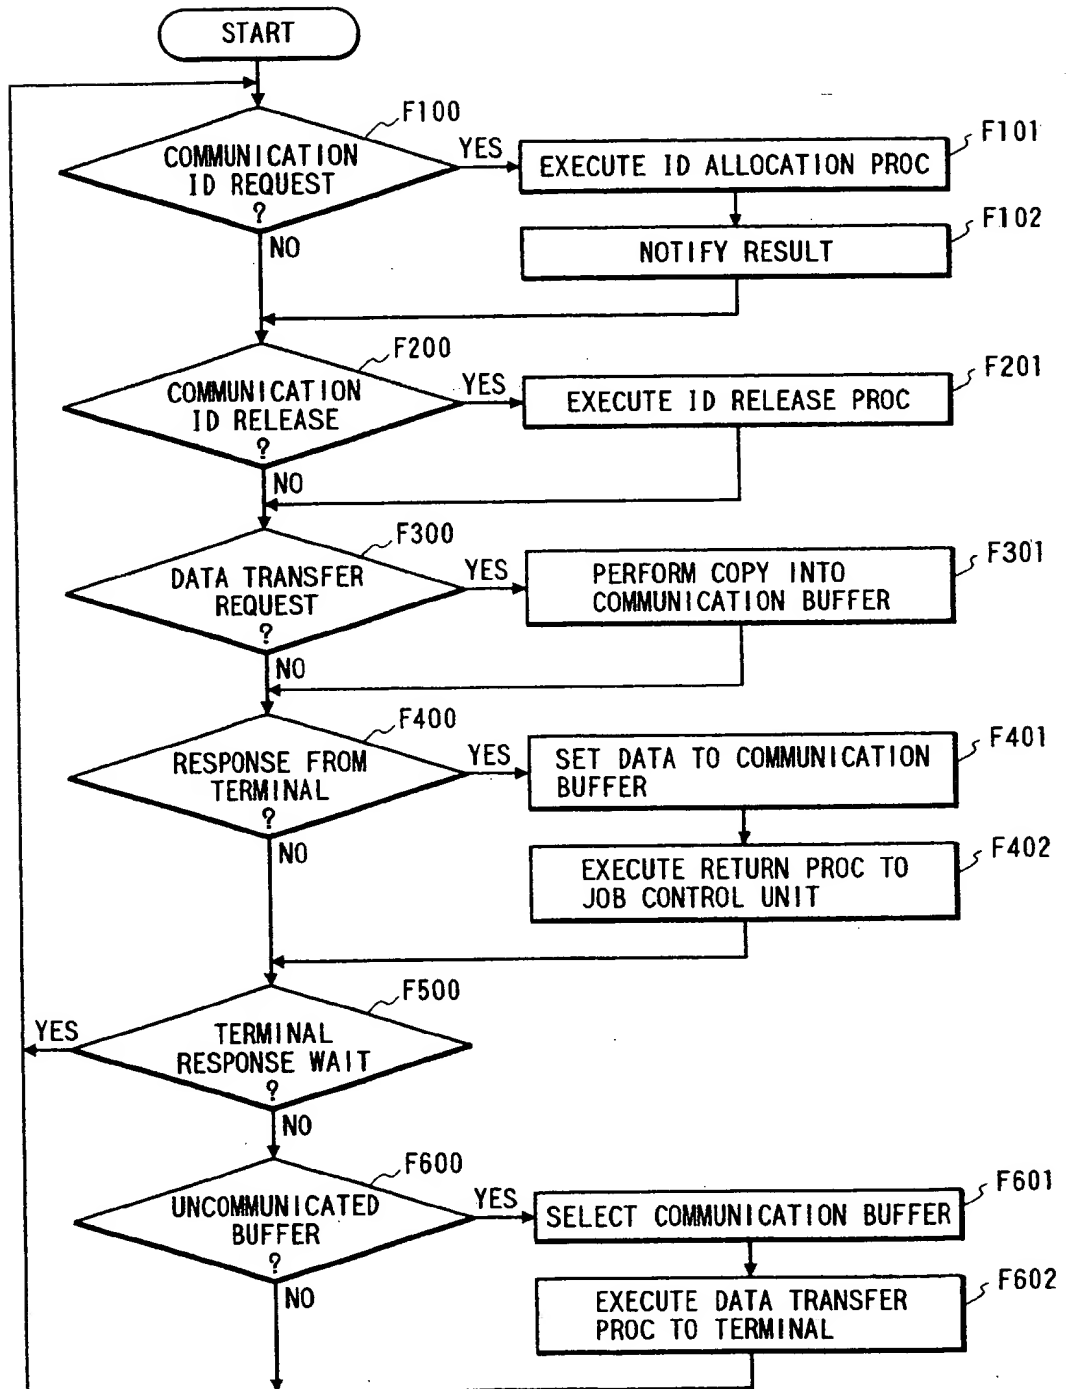 START
F100
COMMUNICATION
ID REQUEST
?
YES
NO
F101
EXECUTE ID ALLOCATION PROC
F102
NOTIFY RESULT
F200
COMMUNICATION
ID RELEASE
?
YES
NO
F201
EXECUTE ID RELEASE PROC
F300
DATA TRANSFER
REQUEST
?
YES
NO
F301
PERFORM COPY INTO
COMMUNICATION BUFFER
F400
RESPONSE FROM
TERMINAL
?
YES
NO
F401
SET DATA TO COMMUNICATION
BUFFER
F402
EXECUTE RETURN PROC TO
JOB CONTROL UNIT
F500
YES
TERMINAL
RESPONSE WAIT
?
NO
F600
UNCOMMUNICATED
BUFFER
?
YES
NO
F601
SELECT COMMUNICATION BUFFER
F602
EXECUTE DATA TRANSFER
PROC TO TERMINAL